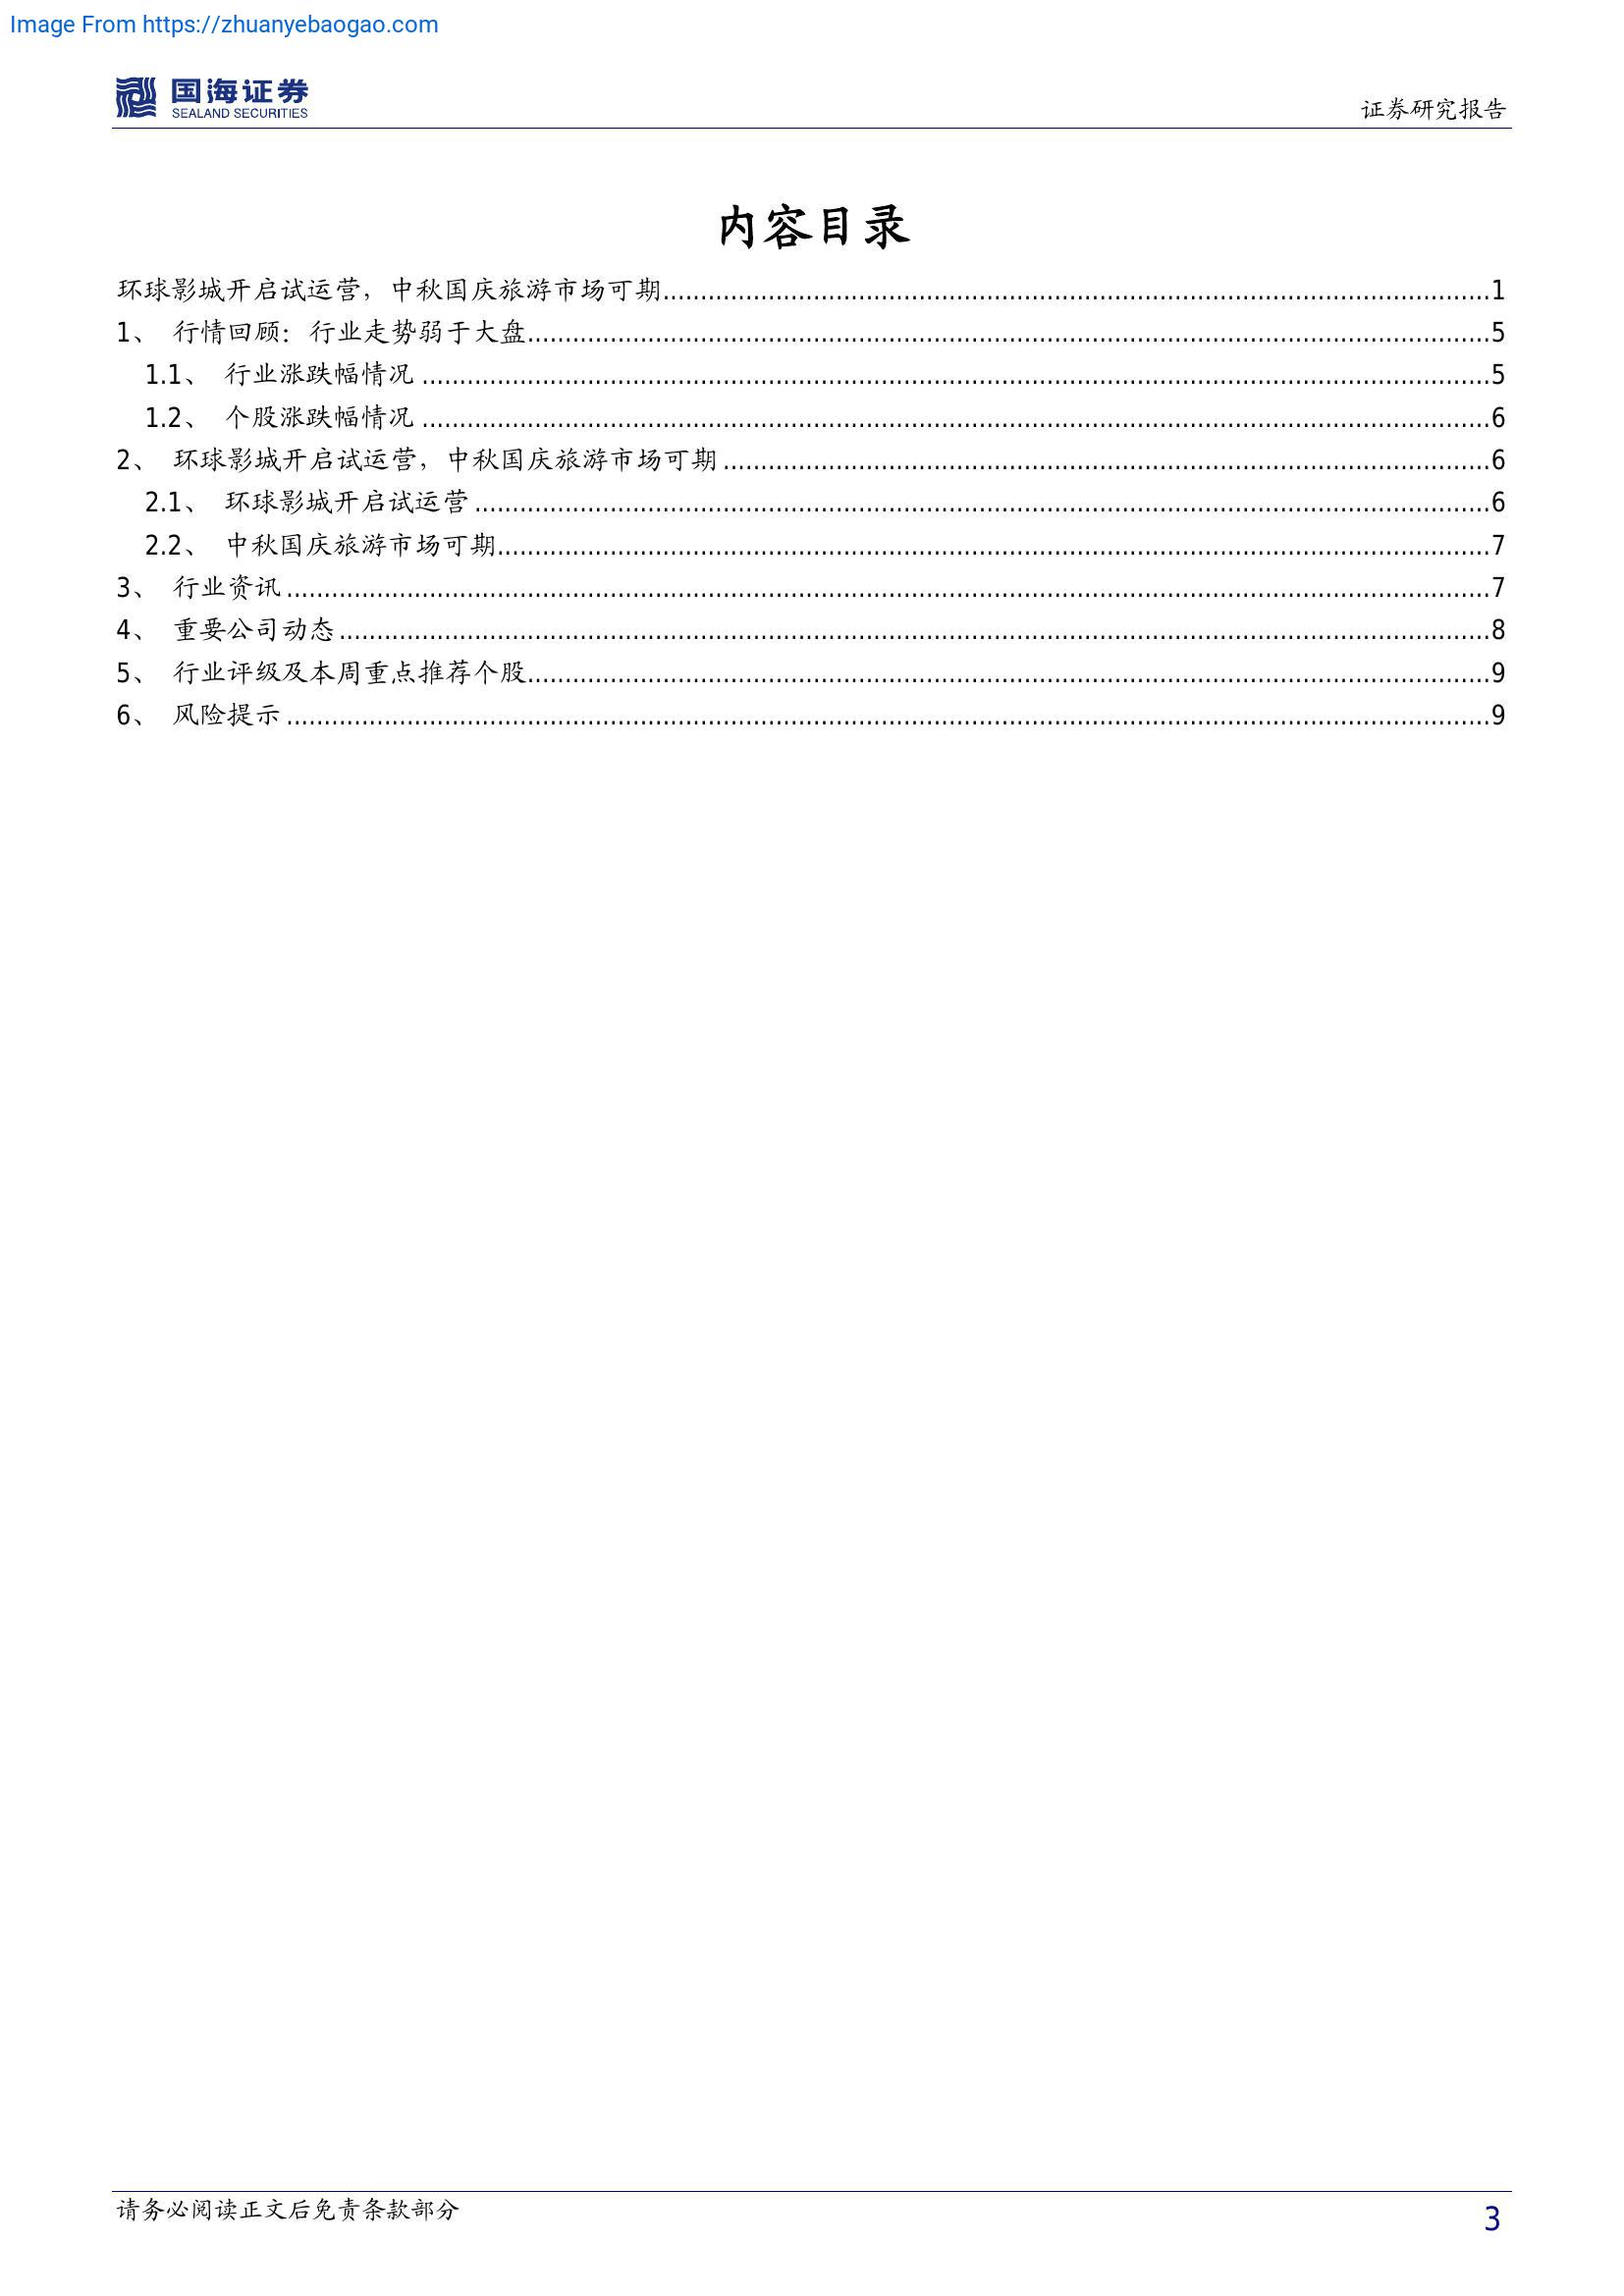 Image From https://zhuanyebaogao.com
国海证券
SEALAND SECURITIES
证券研究报告
内容目录
环球影城开启试运营，中秋国庆旅游市场可期........1
1、 行情回顾：行业走势弱于大盘........5
1.1、 行业涨跌幅情况........5
1.2、 个股涨跌幅情况........6
2、 环球影城开启试运营，中秋国庆旅游市场可期........6
2.1、 环球影城开启试运营........6
2.2、 中秋国庆旅游市场可期........7
3、 行业资讯........7
4、 重要公司动态........8
5、 行业评级及本周重点推荐个股........9
6、 风险提示........9
请务必阅读正文后免责条款部分
3